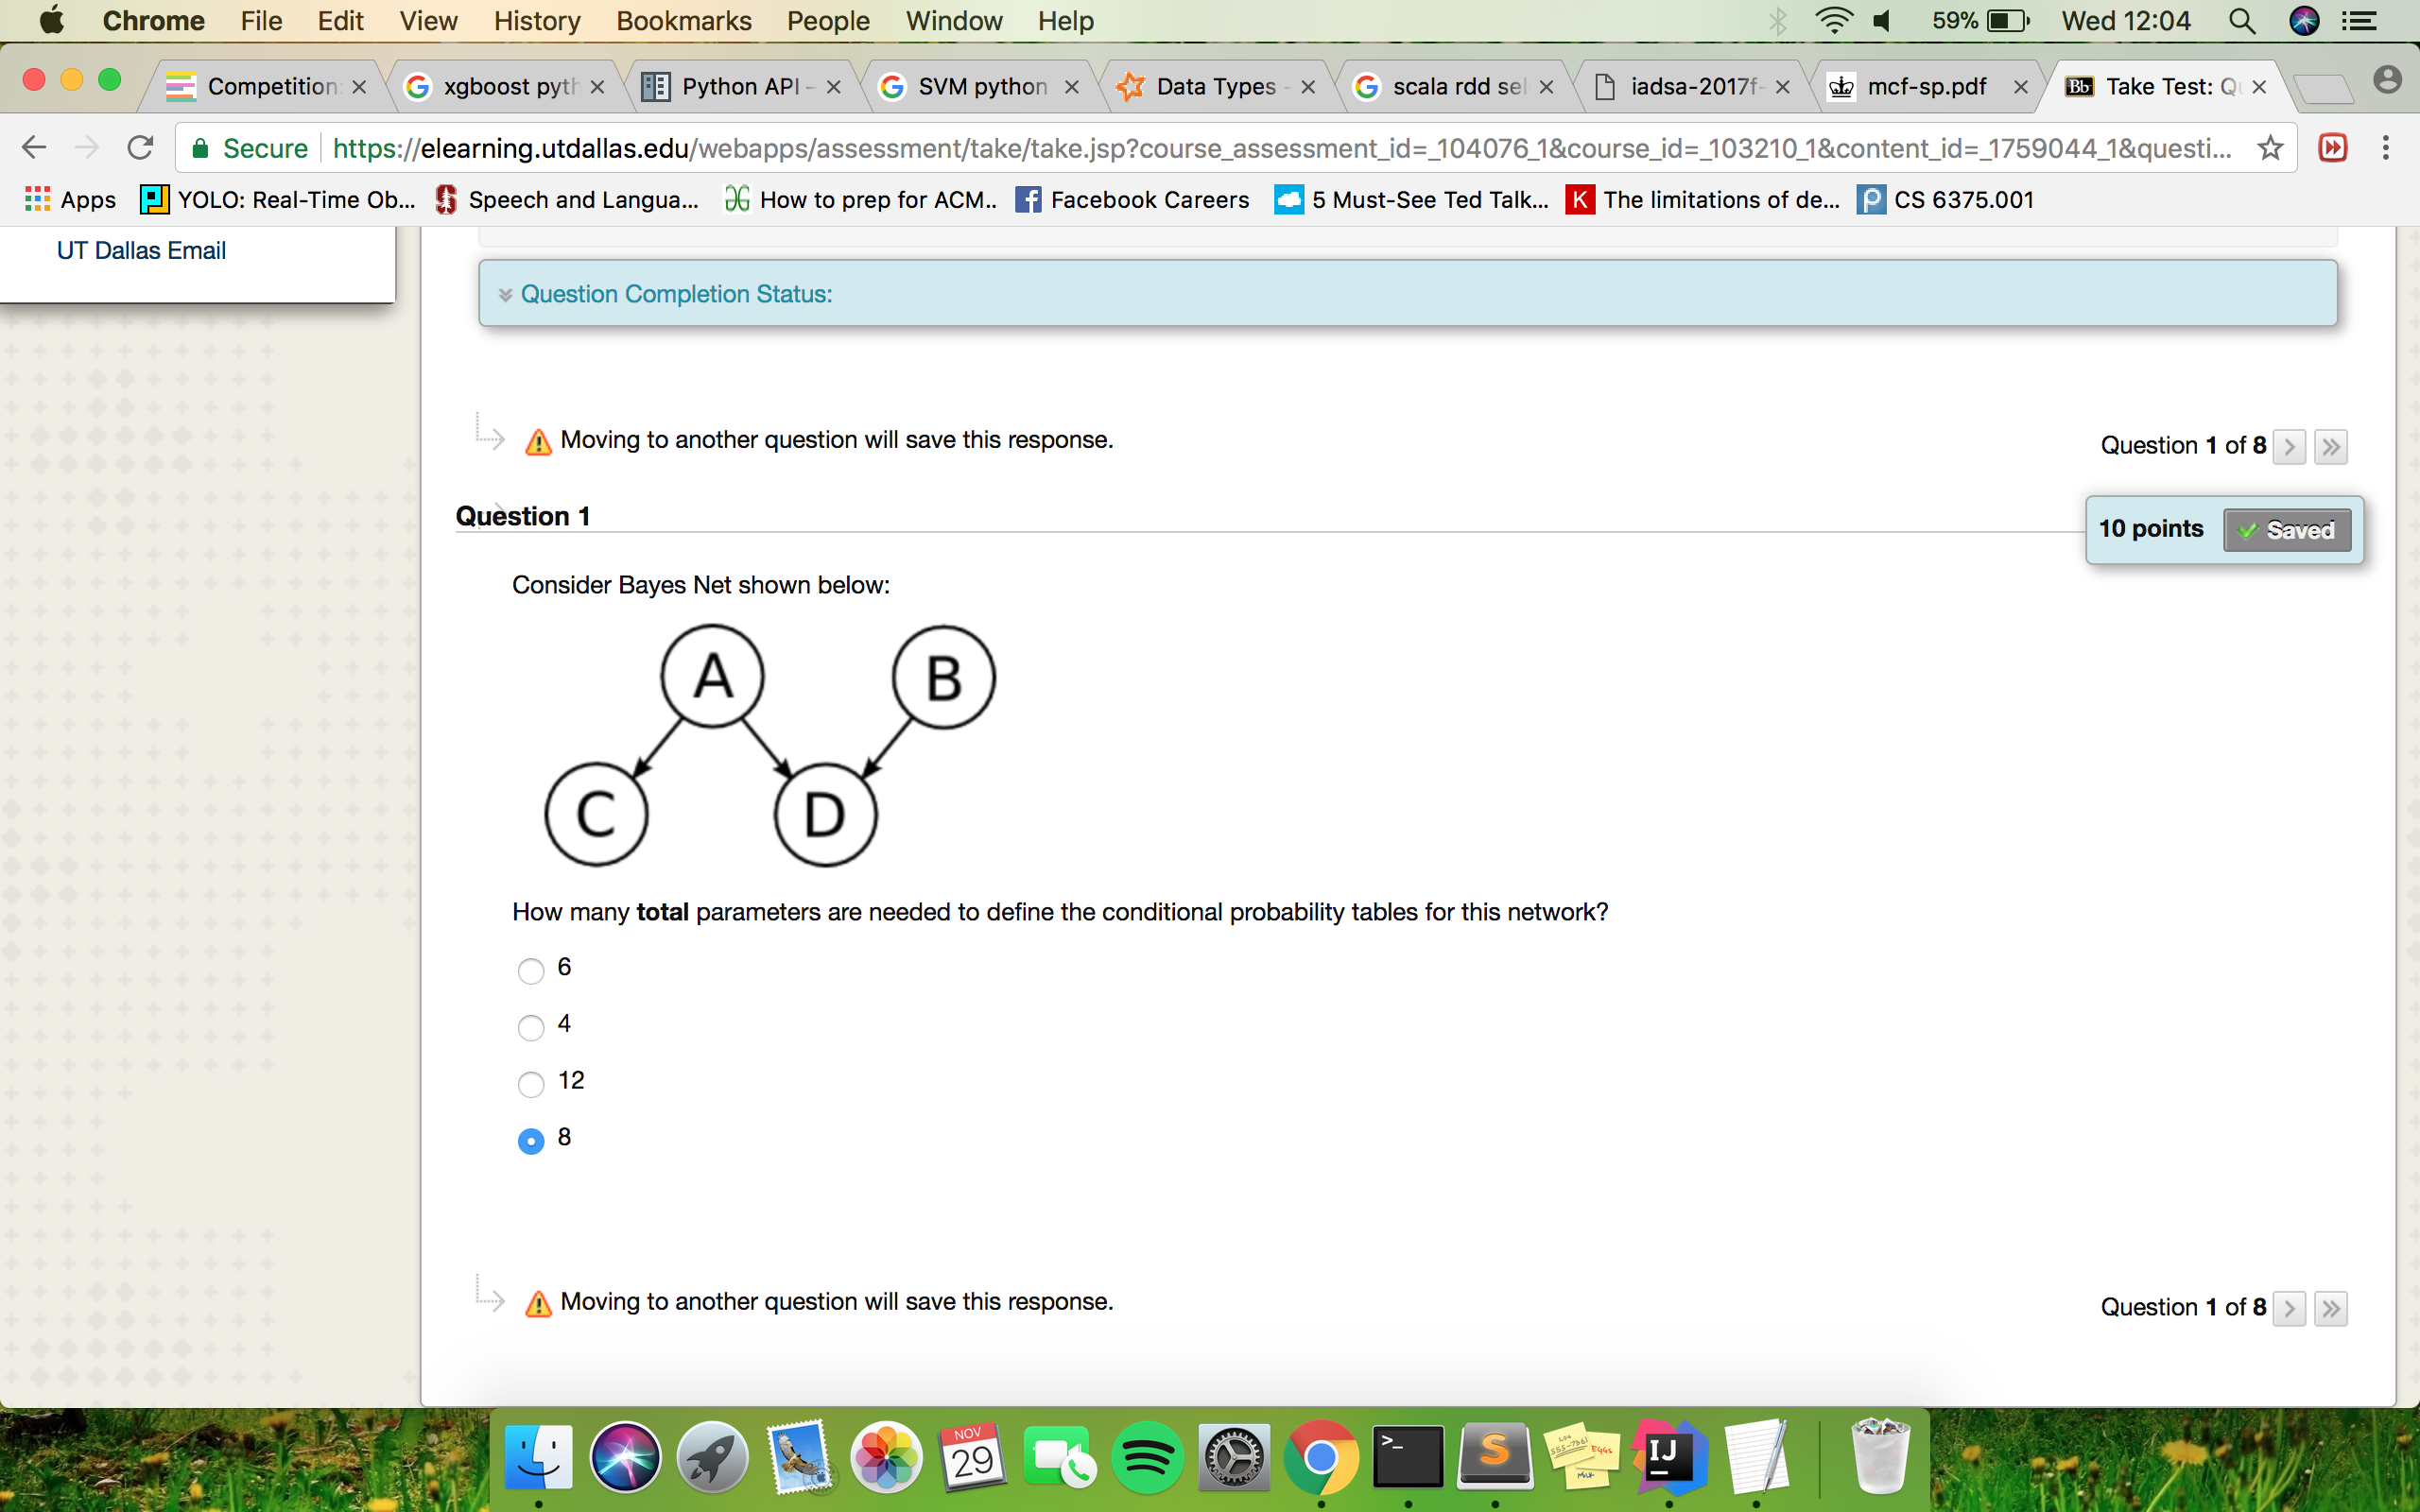 Chrome File Edit View History Bookmarks People Window Help 59% Wed 12:04
Competition xgboost pyth Python API - SVM python Data Types - scala rdd sel iadsa-2017f- mcf-sp.pdf Bb Take Test: Qu
Secure https://elearning.utdallas.edu/webapps/assessment/take/take.jsp?course_assessment_id=_104076_1&course_id=_103210_1&content_id=_1759044_1&questi...
Apps YOLO: Real-Time Ob... Speech and Langua... How to prep for ACM.. Facebook Careers 5 Must-See Ted Talk... K The limitations of de... CS 6375.001
UT Dallas Email
Question Completion Status:
Moving to another question will save this response.
Question 1 of 8
Question 1
10 points Saved
Consider Bayes Net shown below:
A B
C D
How many total parameters are needed to define the conditional probability tables for this network?
6
4
12
8
Moving to another question will save this response.
Question 1 of 8
NOV
29
>_
S
IJ